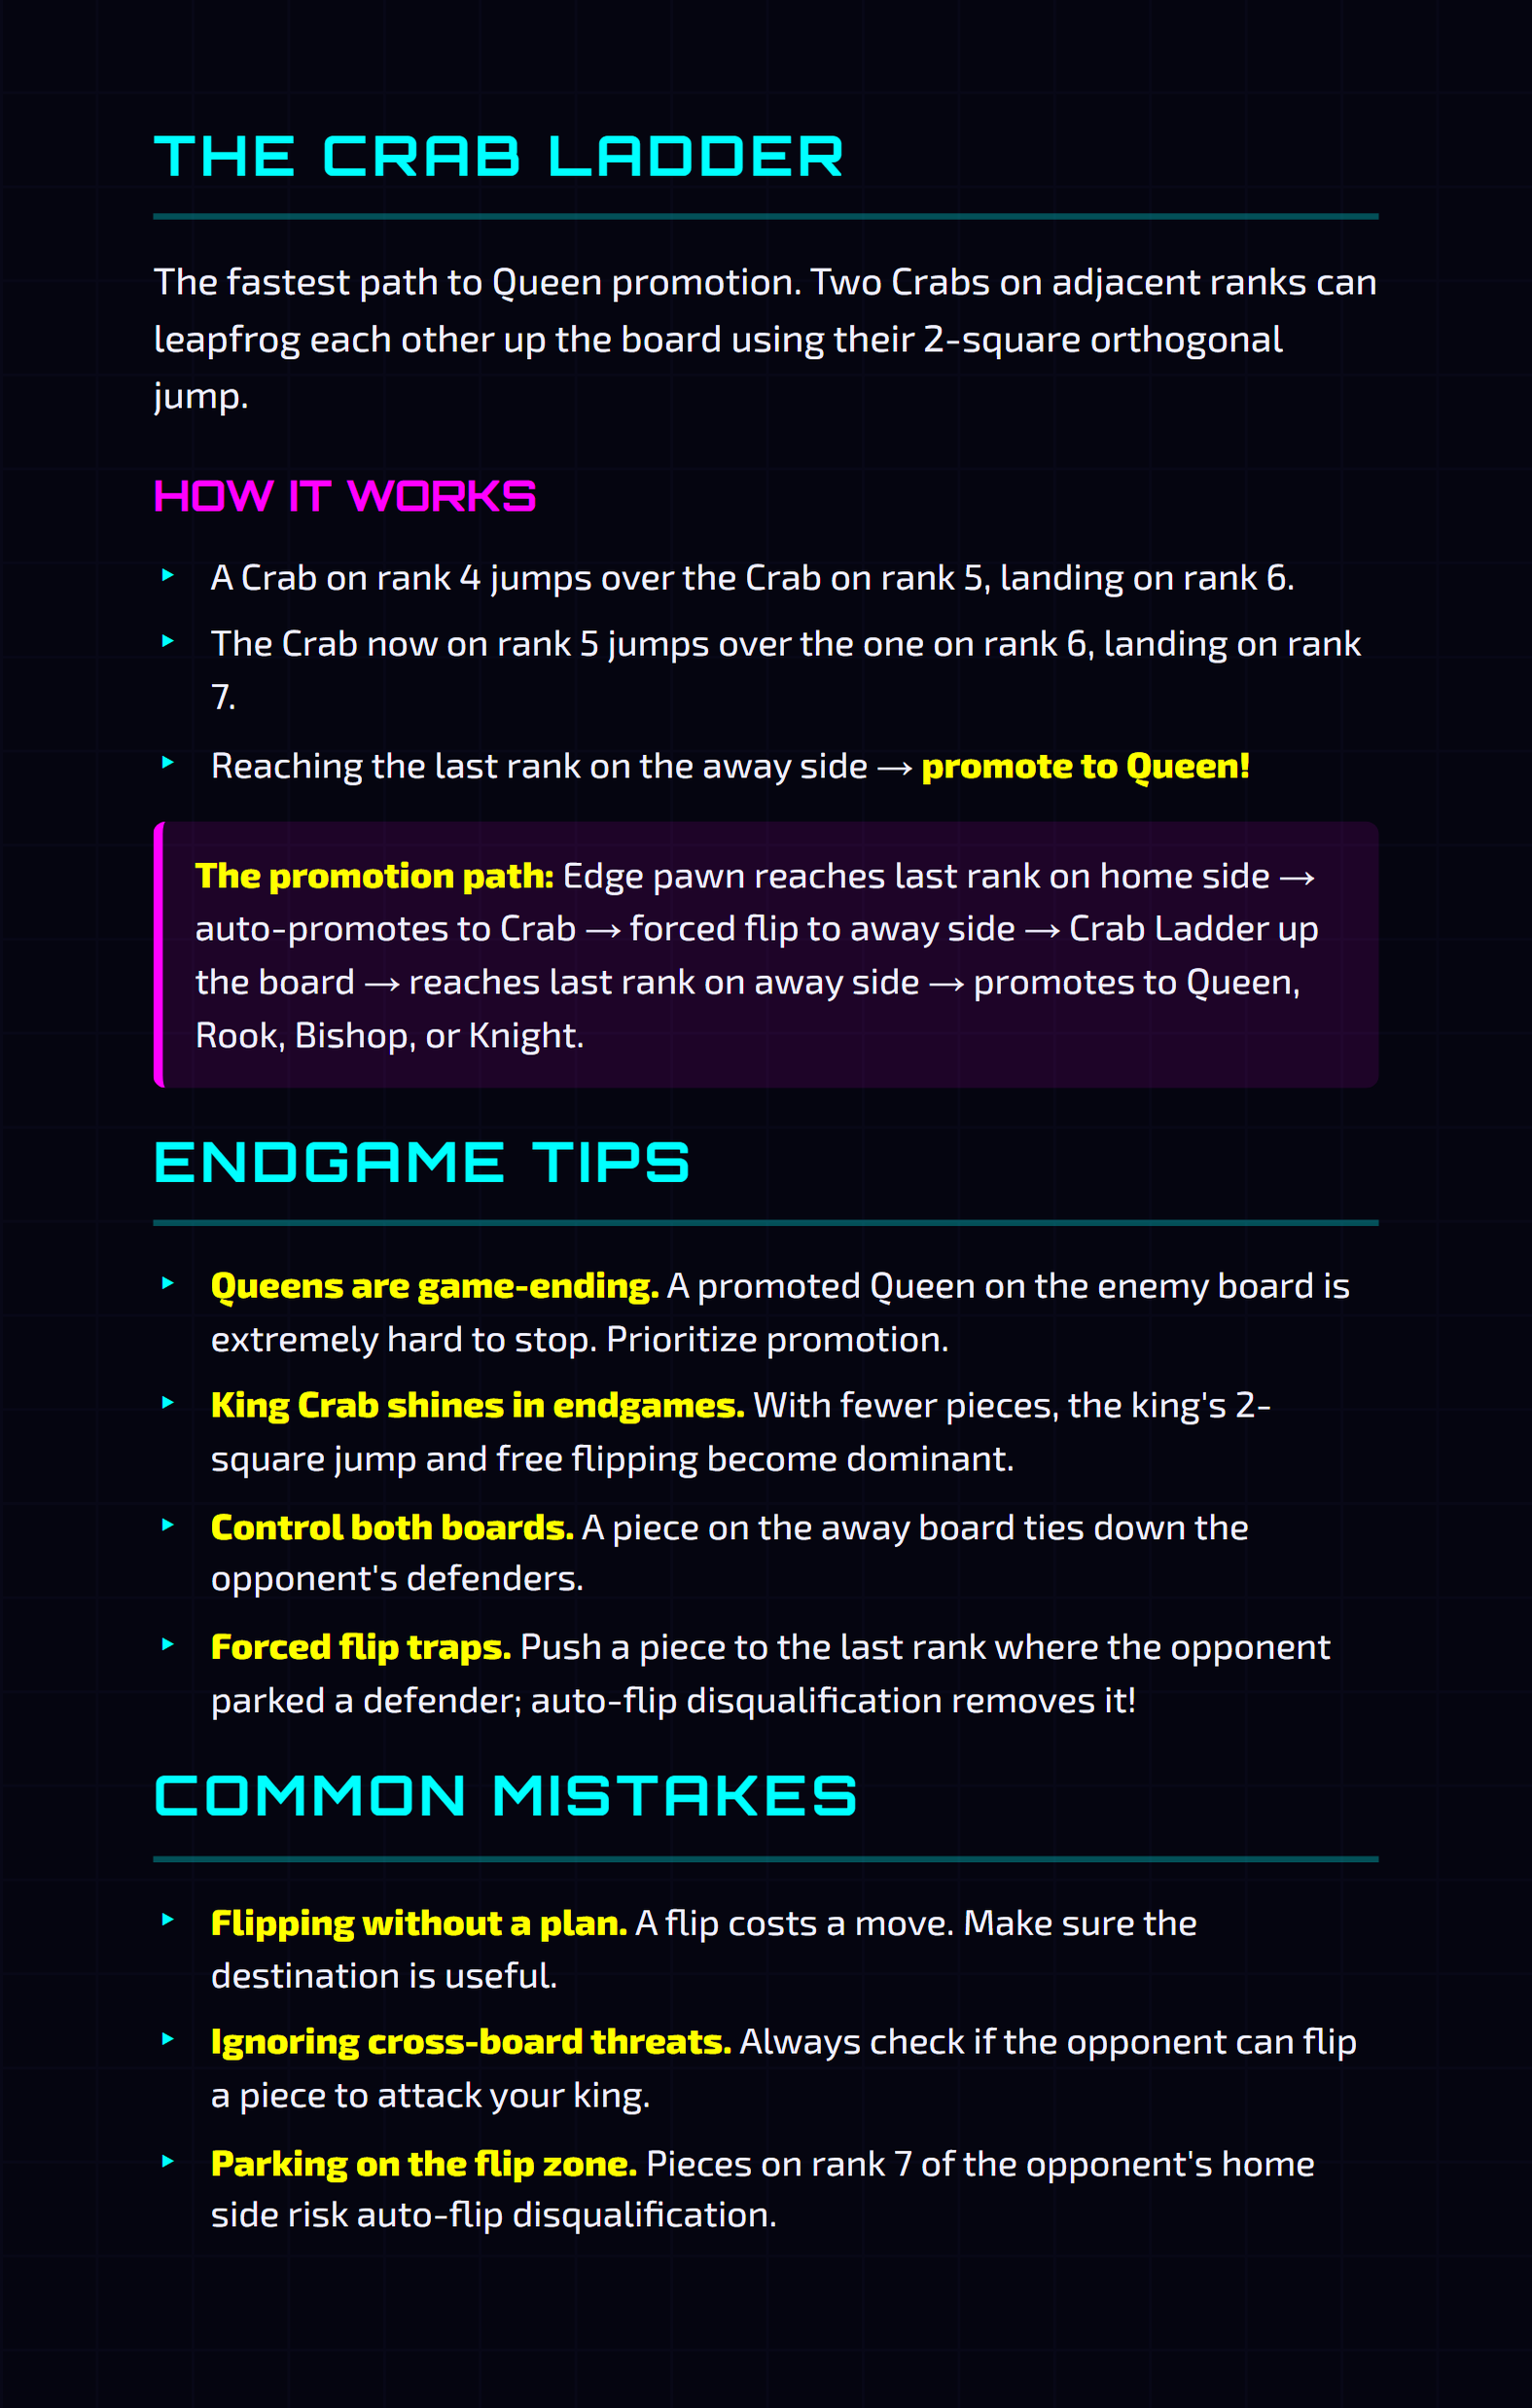 THE CRAB LADDER
The fastest path to Queen promotion. Two Crabs on adjacent ranks can
leapfrog each other up the board using their 2-square orthogonal
jump.
HOW IT WORKS
‣ A Crab on rank 4 jumps over the Crab on rank 5, landing on rank 6.
‣ The Crab now on rank 5 jumps over the one on rank 6, landing on rank
7.
‣ Reaching the last rank on the away side → promote to Queen!
The promotion path: Edge pawn reaches last rank on home side →
auto-promotes to Crab → forced flip to away side → Crab Ladder up
the board → reaches last rank on away side → promotes to Queen,
Rook, Bishop, or Knight.
ENDGAME TIPS
‣ Queens are game-ending. A promoted Queen on the enemy board is
extremely hard to stop. Prioritize promotion.
‣ King Crab shines in endgames. With fewer pieces, the king's 2-
square jump and free flipping become dominant.
‣ Control both boards. A piece on the away board ties down the
opponent's defenders.
‣ Forced flip traps. Push a piece to the last rank where the opponent
parked a defender; auto-flip disqualification removes it!
COMMON MISTAKES
‣ Flipping without a plan. A flip costs a move. Make sure the
destination is useful.
‣ Ignoring cross-board threats. Always check if the opponent can flip
a piece to attack your king.
‣ Parking on the flip zone. Pieces on rank 7 of the opponent's home
side risk auto-flip disqualification.